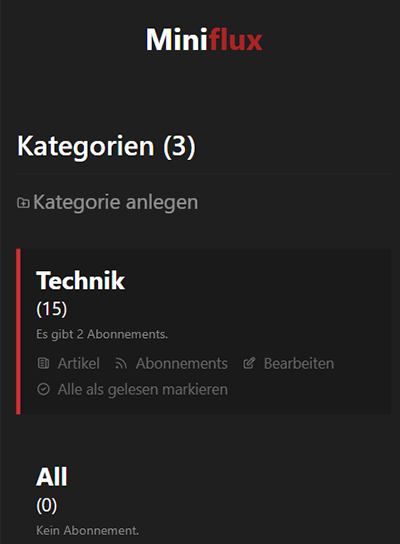 Miniflux
Kategorien (3)
Kategorie anlegen
Technik
(15)
Es gibt 2 Abonnements.
Artikel Abonnements Bearbeiten
Alle als gelesen markieren
All
(0)
Kein Abonnement.